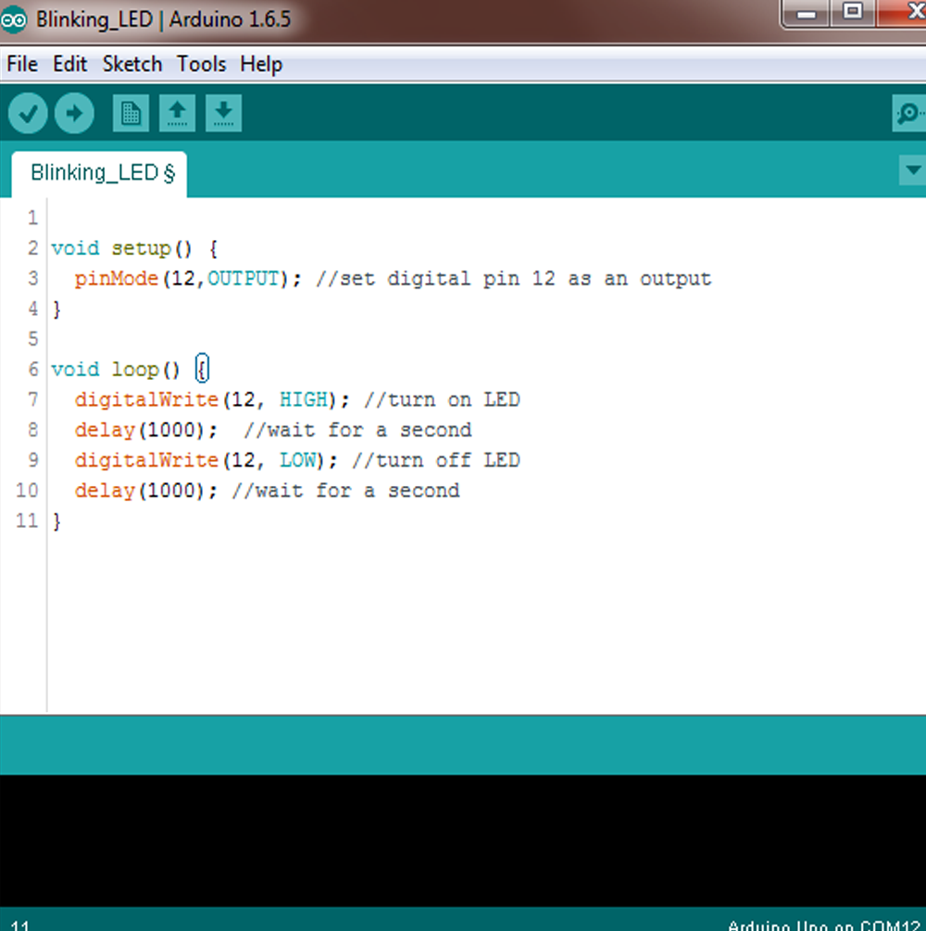 Blinking_LED | Arduino 1.6.5
File Edit Sketch Tools Help
Blinking_LED §
1
2 void setup() {
3   pinMode(12,OUTPUT); //set digital pin 12 as an output
4 }
5
6 void loop() {
7   digitalWrite(12, HIGH); //turn on LED
8   delay(1000);  //wait for a second
9   digitalWrite(12, LOW); //turn off LED
10   delay(1000); //wait for a second
11 }
11 Arduino Uno on COM12